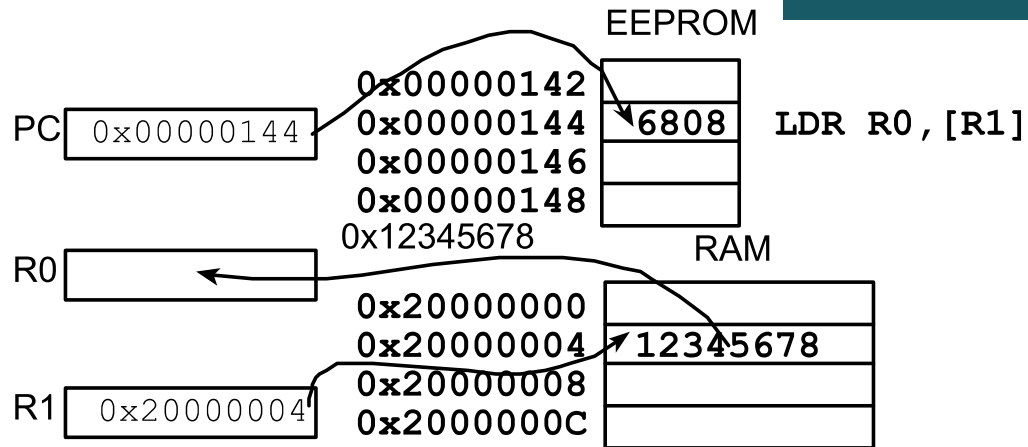 EEPROM
0x00000142
PC 0x00000144 0x00000144 6808 LDR R0,[R1]
0x00000146
0x00000148
0x12345678
RAM
R0
0x20000000
0x20000004 12345678
0x20000008
R1 0x20000004
0x2000000C